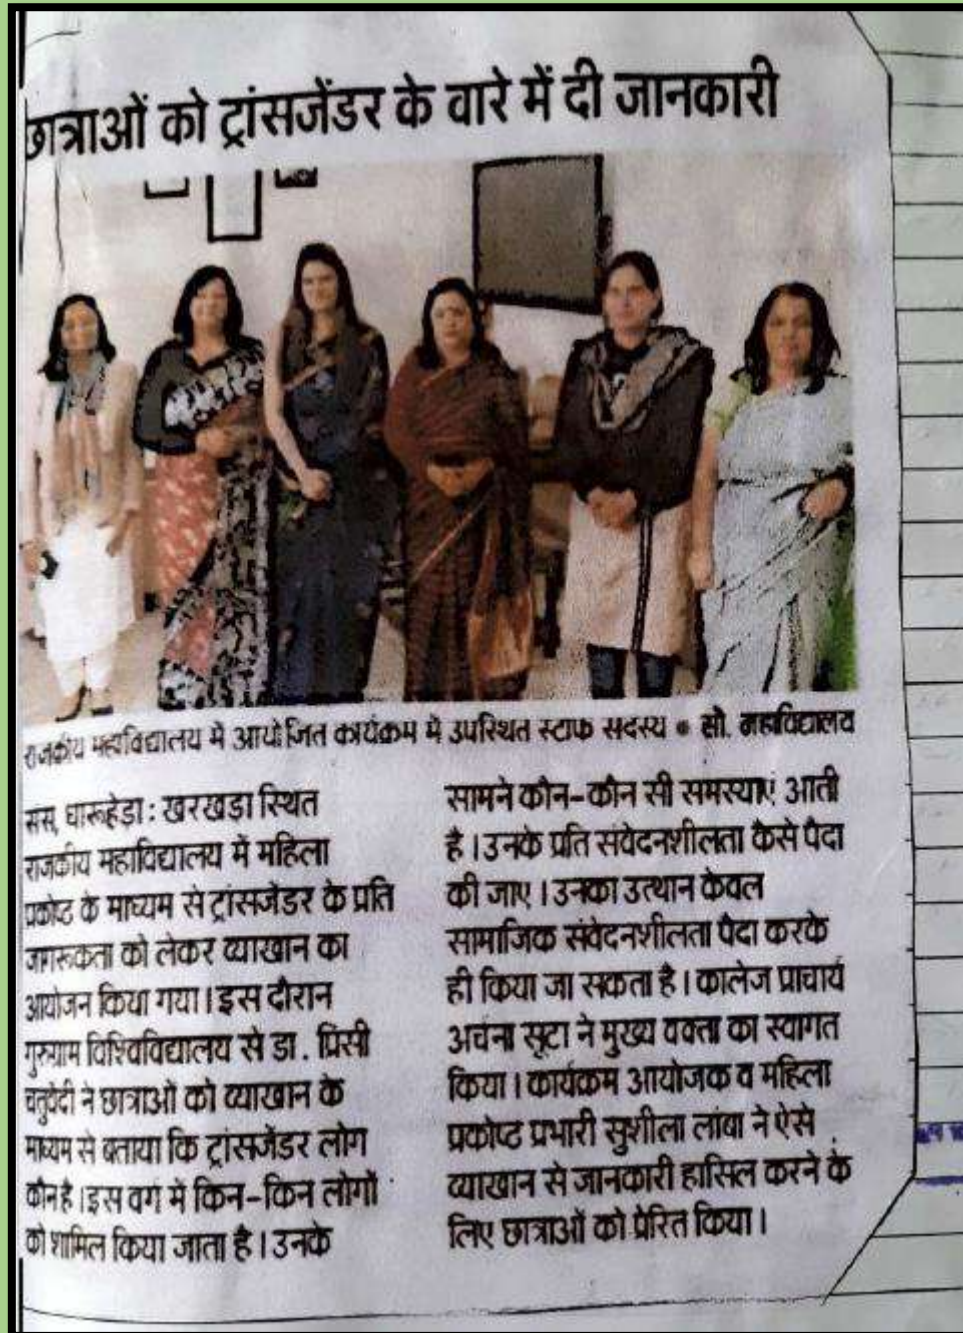 छात्राओं को ट्रांसजेंडर के वारे में दी जानकारी
राजकीय महाविद्यालय में आयोजित कार्यक्रम में उपस्थित स्टाफ सदस्य ● सौ. महाविद्यालय
संस, धारूहेड़ा : खरखडा स्थित
राजकीय महाविद्यालय में महिला
प्रकोष्ट के माध्यम से ट्रांसजेंडर के प्रति
जागरूकता को लेकर व्याखान का
आयोजन किया गया। इस दौरान
गुरुग्राम विश्विविद्यालय से डा. प्रिसी
चतुर्वेदी ने छात्राओं को व्याखान के
माध्यम से बताया कि ट्रांसजेंडर लोग
कौन है। इस वर्ग में किन-किन लोगों
को शामिल किया जाता है। उनके
सामने कौन-कौन सी समस्याएं आती
है। उनके प्रति संवेदनशीलता कैसे पैदा
की जाए। उनका उत्थान केवल
सामाजिक संवेदनशीलता पैदा करके
ही किया जा सकता है। कालेज प्राचार्य
अर्चना सूटा ने मुख्य वक्ता का स्वागत
किया। कार्यक्रम आयोजक व महिला
प्रकोष्ट प्रभारी सुशीला लांबा ने ऐसे
व्याखान से जानकारी हासिल करने के
लिए छात्राओं को प्रेरित किया।